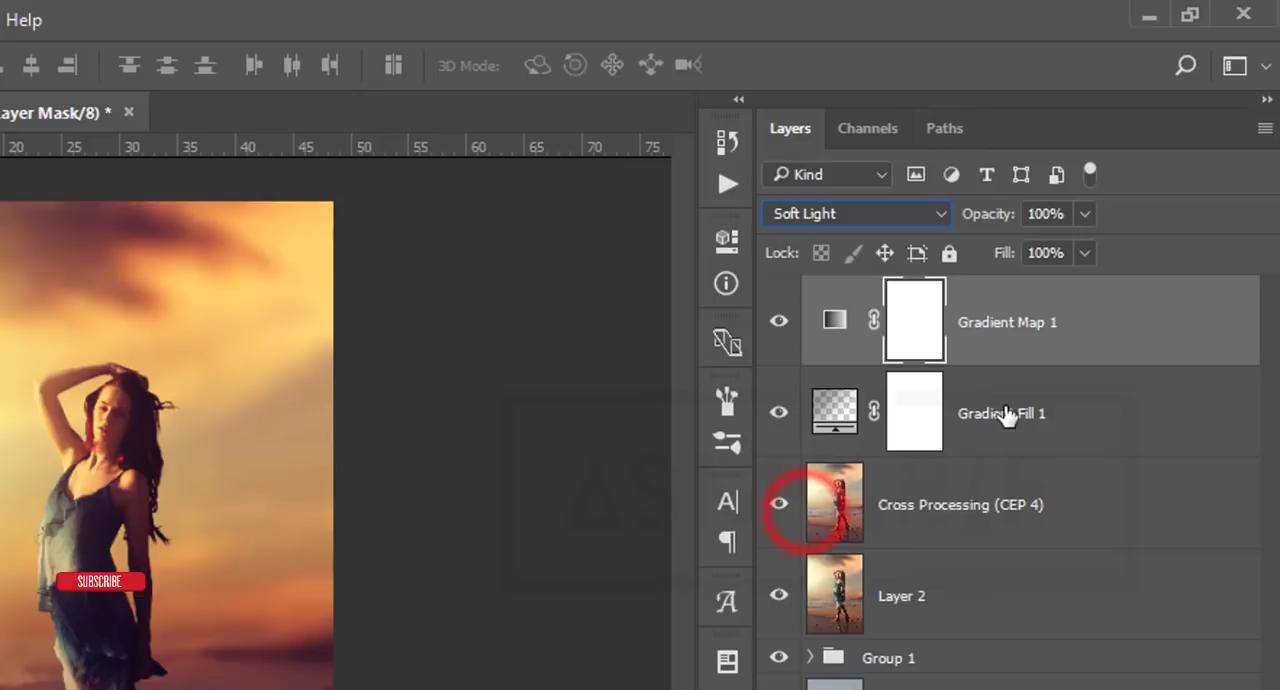 Help
3D Mode:
ayer Mask/8) *
20 25 30 35 40 45 50 55 60 65 70 75
Layers Channels Paths
Kind
Soft Light Opacity: 100%
Lock: Fill: 100%
Gradient Map 1
Gradient Fill 1
Cross Processing (CEP 4)
Layer 2
SUBSCRIBE
Group 1